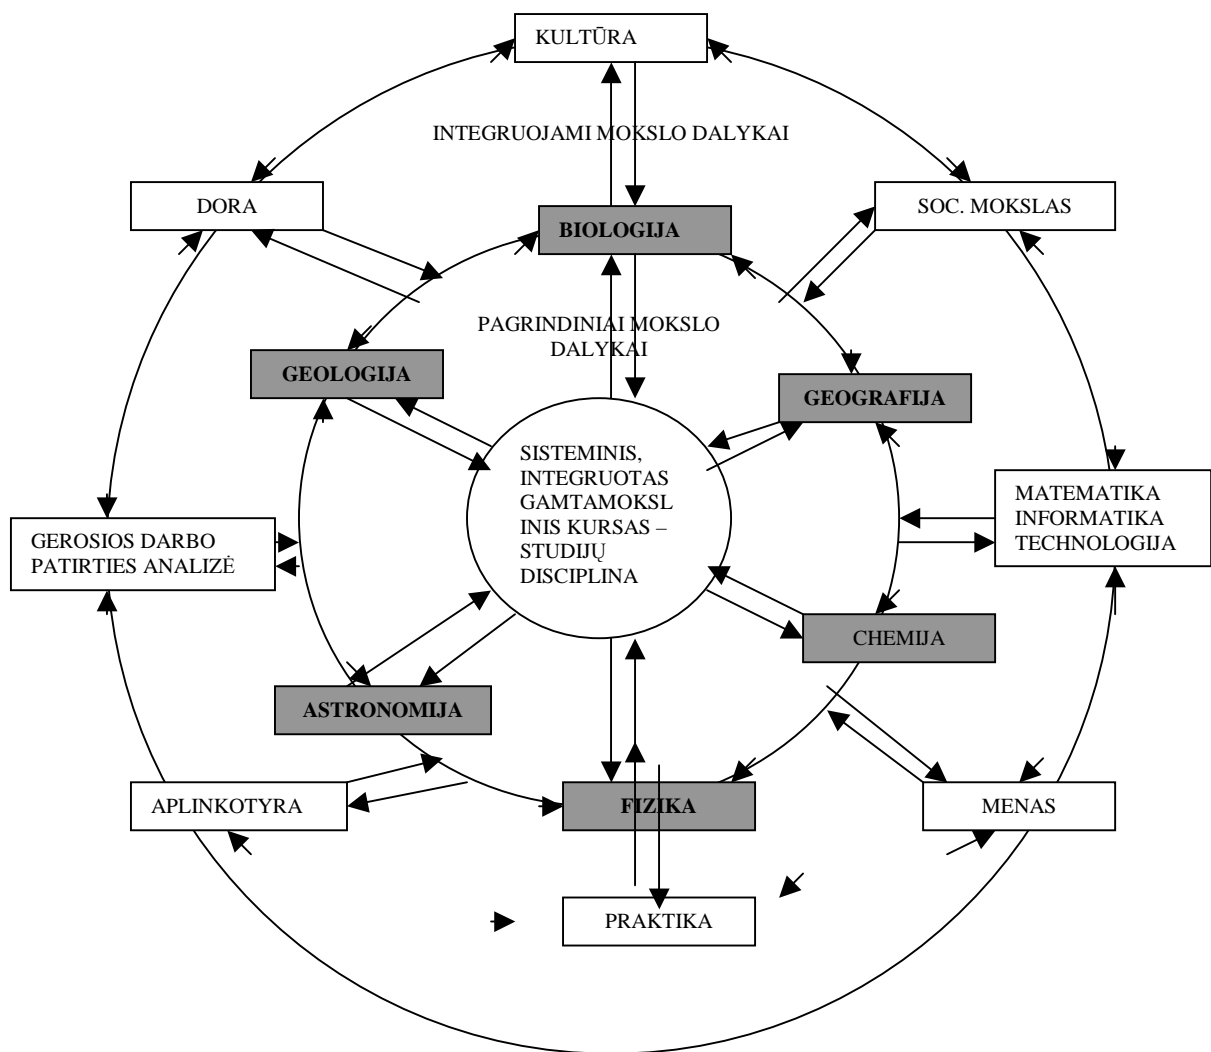 KULTŪRA
INTEGRUOJAMI MOKSLO DALYKAI
DORA
SOC. MOKSLAS
BIOLOGIJA
PAGRINDINIAI MOKSLO
DALYKAI
GEOLOGIJA
GEOGRAFIJA
SISTEMINIS,
INTEGRUOTAS
GAMTAMOKSL
INIS KURSAS –
STUDIJŲ
DISCIPLINA
MATEMATIKA
INFORMATIKA
TECHNOLOGIJA
GEROSIOS DARBO
PATIRTIES ANALIZĖ
CHEMIJA
ASTRONOMIJA
APLINKOTYRA
FIZIKA
MENAS
PRAKTIKA